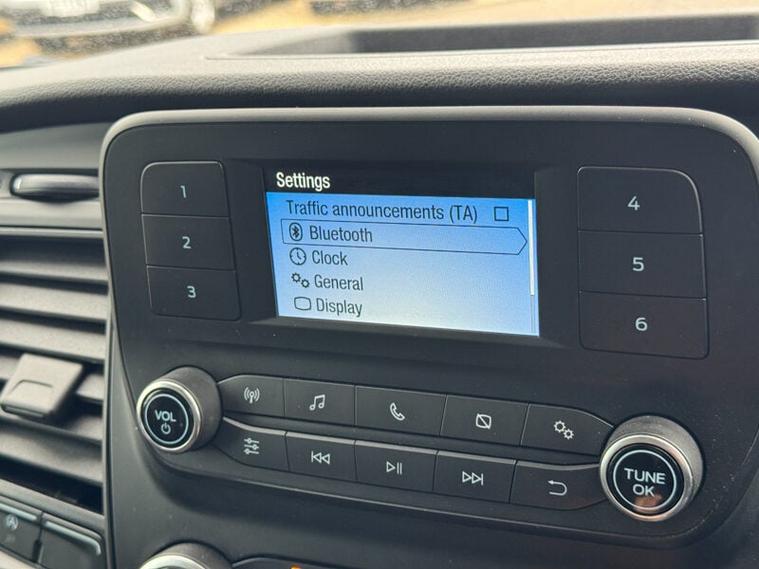 Settings
Traffic announcements (TA)
Bluetooth
Clock
General
Display
1
2
3
4
5
6
VOL
TUNE
OK